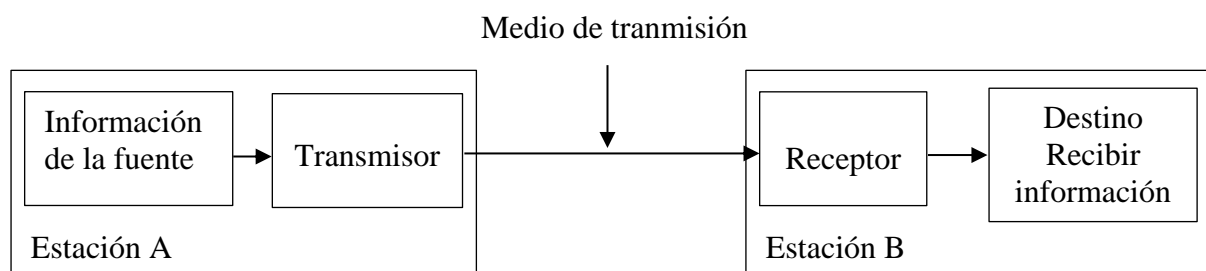 Medio de tranmisión
Información
de la fuente
Transmisor
Estación A
Receptor
Destino
Recibir
información
Estación B